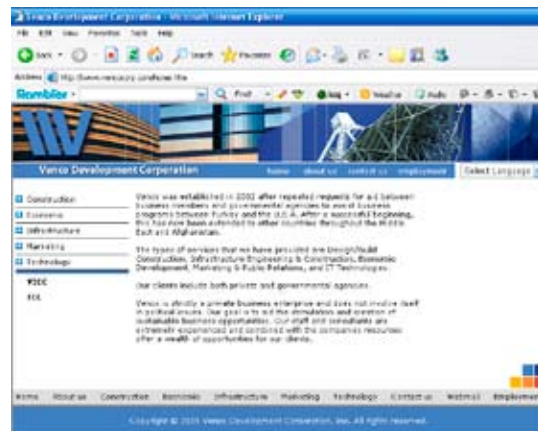 Venco Development Corporation - Microsoft Internet Explorer
File Edit View Favorites Tools Help
Back Search Favorites
Address
Rambler Find
Venco Development Corporation
home about us contact us employment
Select Language
Construction
Economic
Infrastructure
Marketing
Technology
Venco was established in 2002 after repeated requests for aid between
business members and governmental agencies to assist business
programs between Turkey and the U.S.A. After a successful beginning,
this has now been extended to other countries throughout the Middle
East and Afghanistan.
The types of services that we have provided are Design/Build
Construction, Infrastructure Engineering & Construction, Economic
Development, Marketing & Public Relations, and IT Technologies.
Our clients include both private and governmental agencies.
Venco is strictly a private business enterprise and does not involve itself
in political issues. Our goal is to aid the stimulation and creation of
sustainable business opportunities. Our staff and consultants are
extremely experienced and combined with the companies resources
offer a wealth of opportunities for our clients.
Home About us Construction Economic Infrastructure Marketing Technology Contact us Webmail Employment
Copyright © Venco Development Corporation, Inc. All rights reserved.